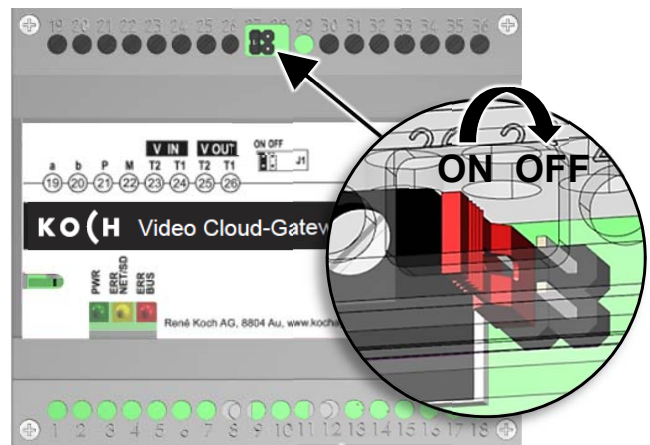 19 20 21 22 23 24 25 26 27 28 29 30 31 32 33 34 35 36
V IN V OUT ON OFF
a b P M T2 T1 T2 T1 J1
19 20 21 22 23 24 25 26
ON OFF
KOCH Video Cloud-Gatew
PWR
ERR NET/SD
ERR BUS
René Koch AG, 8804 Au, www.kocha
1 2 3 4 5 6 7 8 9 10 11 12 13 14 15 16 17 18